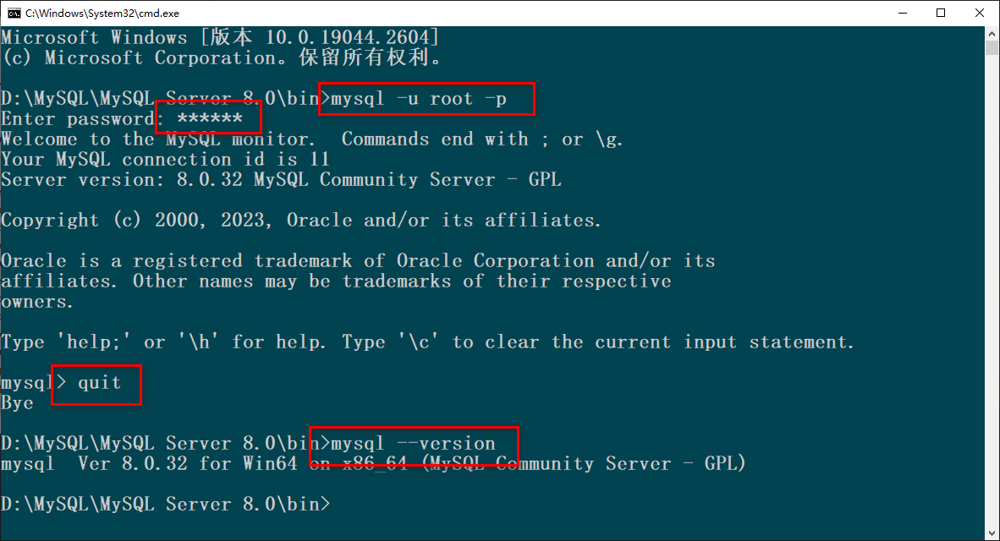 C:\Windows\System32\cmd.exe
Microsoft Windows [版本 10.0.19044.2604]
(c) Microsoft Corporation。保留所有权利。
D:\MySQL\MySQL Server 8.0\bin>mysql -u root -p
Enter password: ******
Welcome to the MySQL monitor.  Commands end with ; or \g.
Your MySQL connection id is 11
Server version: 8.0.32 MySQL Community Server - GPL
Copyright (c) 2000, 2023, Oracle and/or its affiliates.
Oracle is a registered trademark of Oracle Corporation and/or its
affiliates. Other names may be trademarks of their respective
owners.
Type 'help;' or '\h' for help. Type '\c' to clear the current input statement.
mysql> quit
Bye
D:\MySQL\MySQL Server 8.0\bin>mysql --version
mysql  Ver 8.0.32 for Win64 on x86_64 (MySQL Community Server - GPL)
D:\MySQL\MySQL Server 8.0\bin>